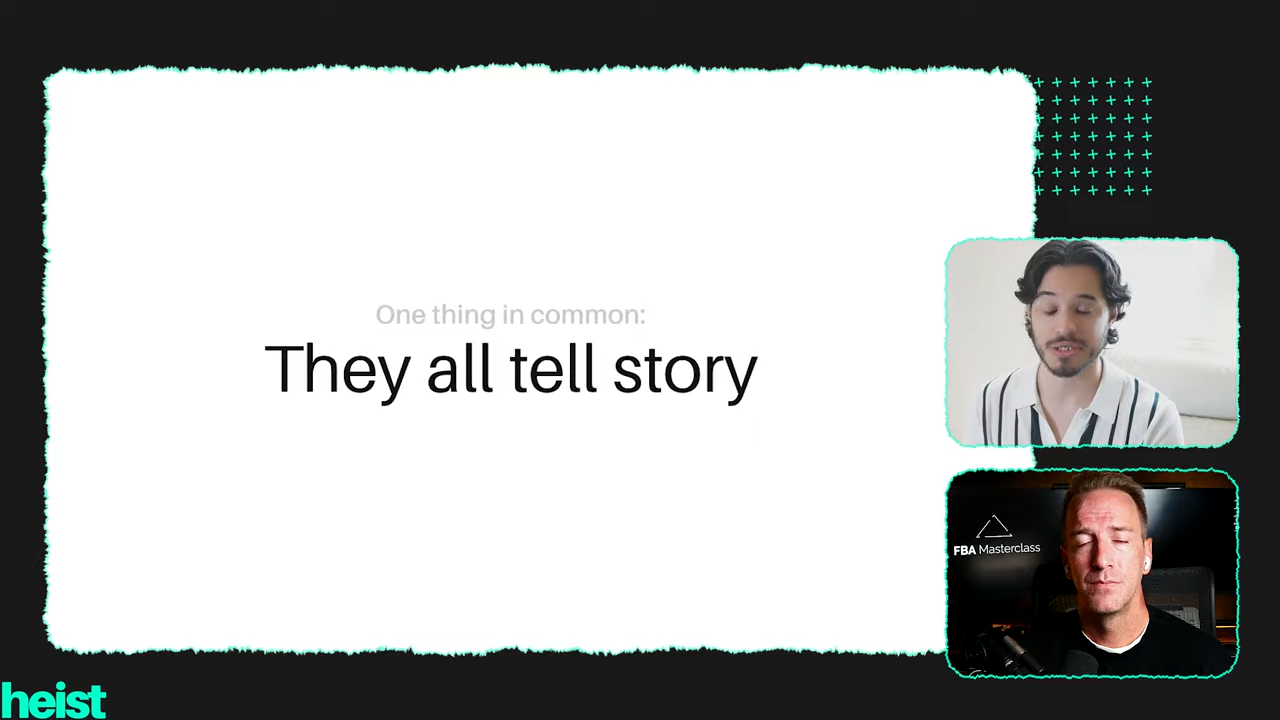 One thing in common:
They all tell story
FBA Masterclass
heist